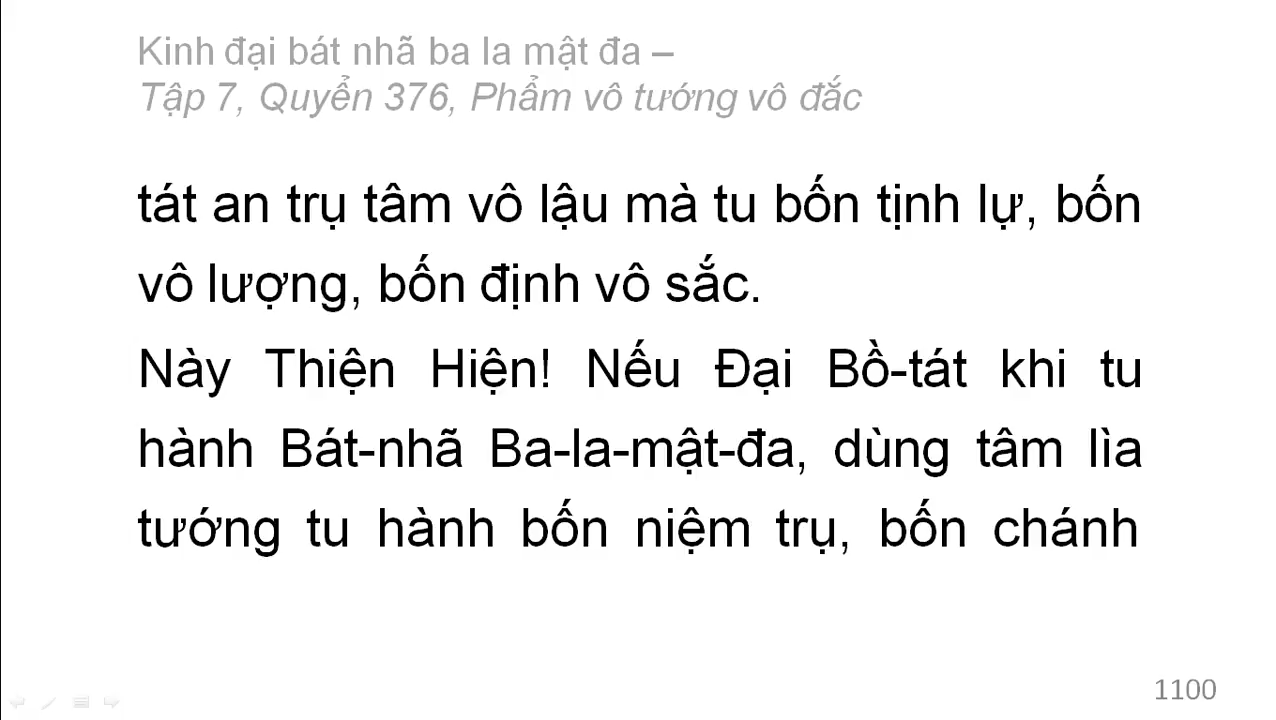 Kinh đại bát nhã ba la mật đa –
Tập 7, Quyển 376, Phẩm vô tướng vô đắc
tát an trụ tâm vô lậu mà tu bốn tịnh lự, bốn
vô lượng, bốn định vô sắc.
Này Thiện Hiện! Nếu Đại Bồ-tát khi tu
hành Bát-nhã Ba-la-mật-đa, dùng tâm lìa
tướng tu hành bốn niệm trụ, bốn chánh
1100